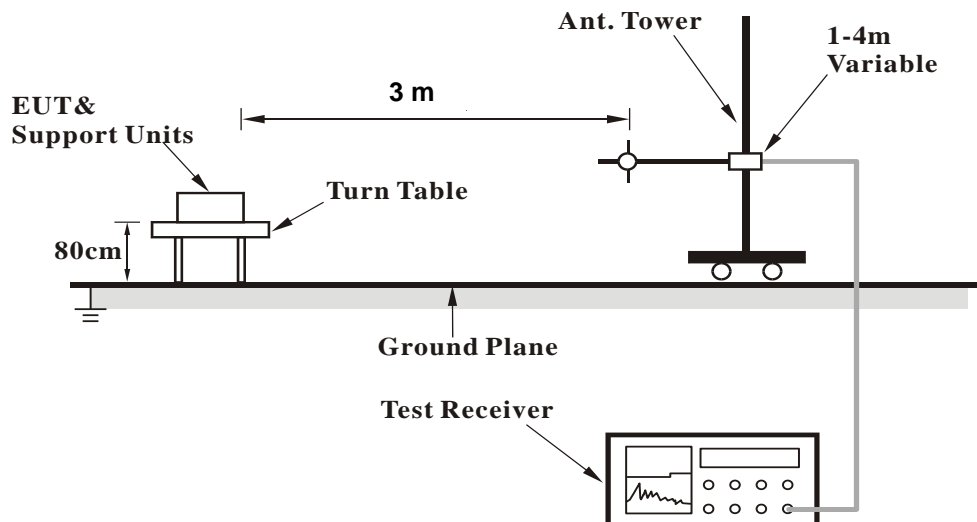 Ant. Tower
1-4m
Variable
3 m
EUT&
Support Units
Turn Table
80cm
Ground Plane
Test Receiver